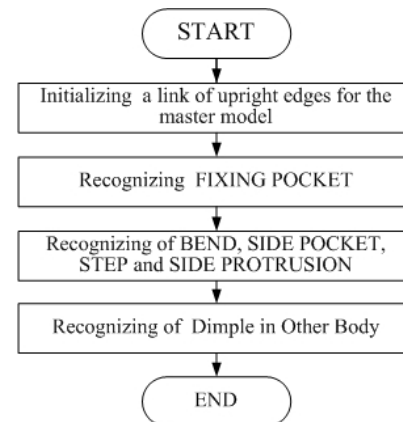 START
Initializing a link of upright edges for the
master model
Recognizing FIXING POCKET
Recognizing of BEND, SIDE POCKET,
STEP and SIDE PROTRUSION
Recognizing of Dimple in Other Body
END